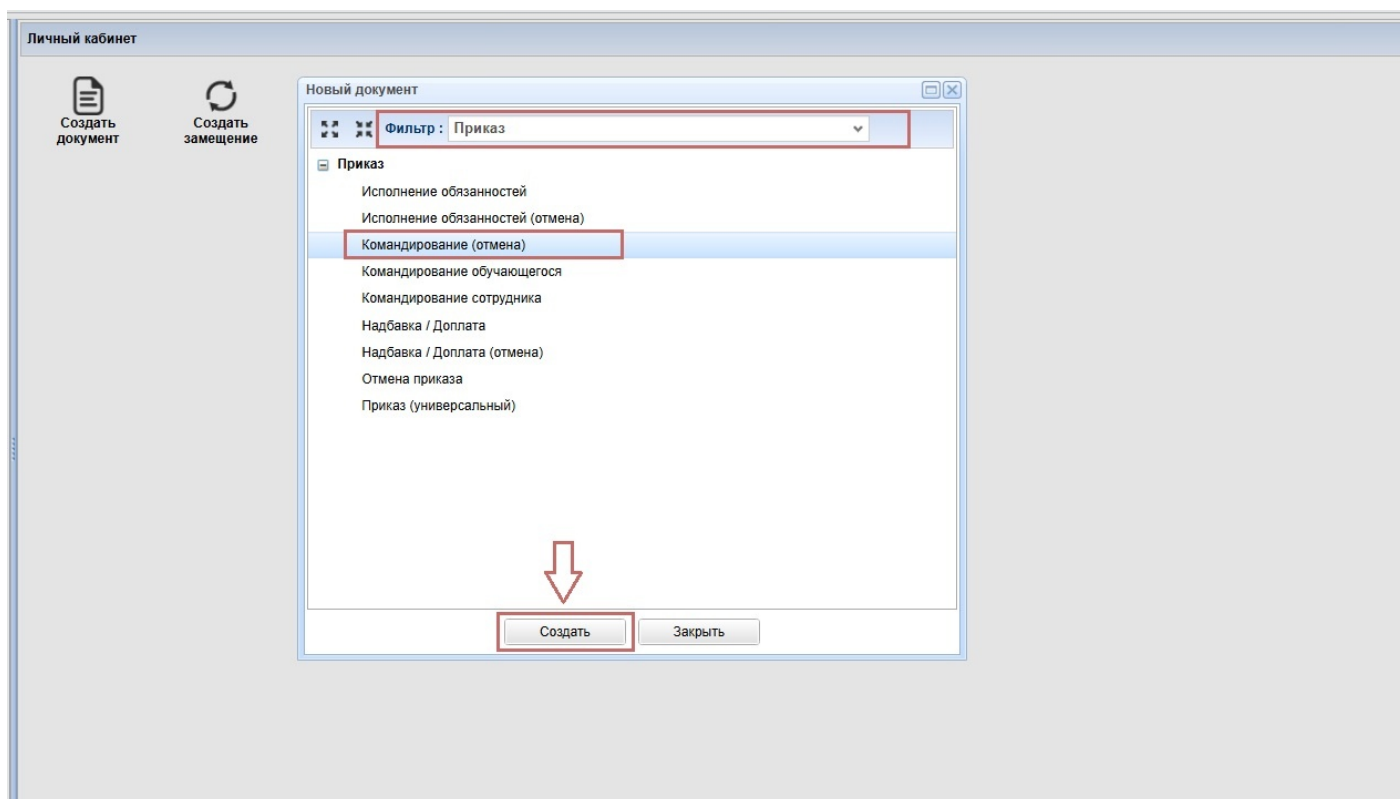 Личный кабинет
Создать
документ
Создать
замещение
Новый документ
Фильтр : Приказ
Приказ
Исполнение обязанностей
Исполнение обязанностей (отмена)
Командирование (отмена)
Командирование обучающегося
Командирование сотрудника
Надбавка / Доплата
Надбавка / Доплата (отмена)
Отмена приказа
Приказ (универсальный)
Создать Закрыть